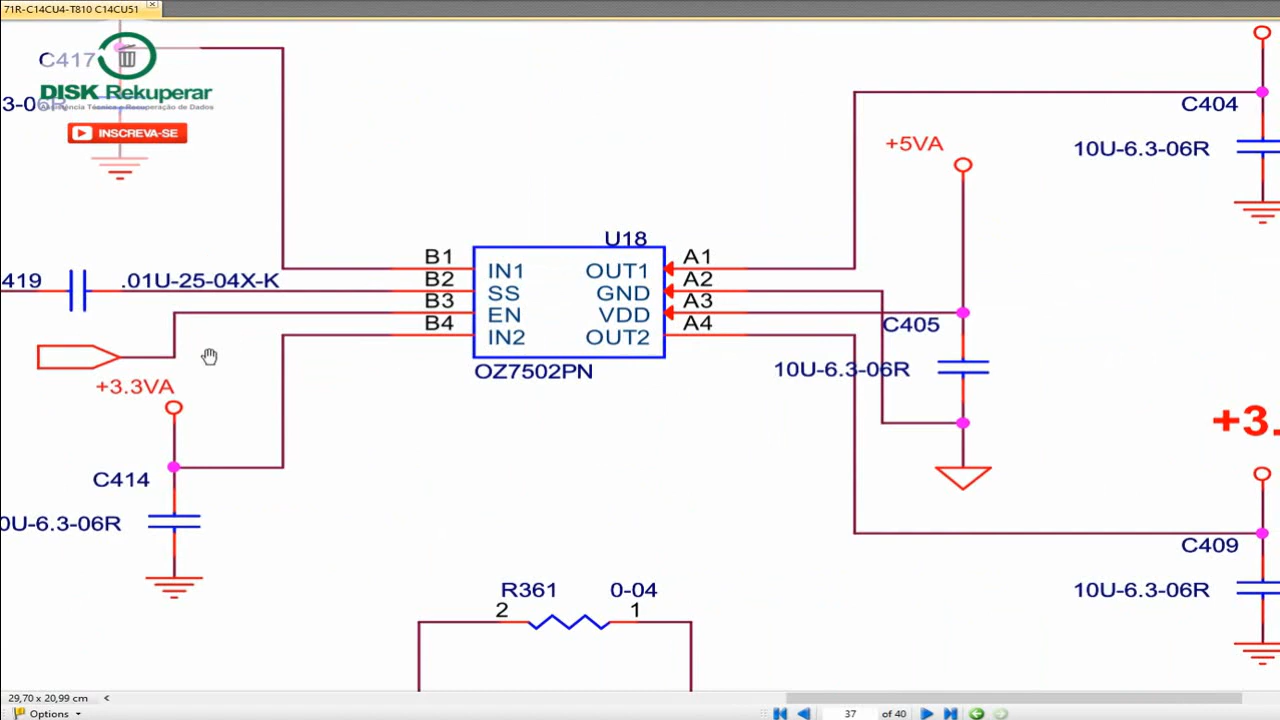 71R-C14CU4-T810 C14CU51
C417
3-06R
DISK Rekuperar
Assistência Técnica e Recuperação de Dados
INSCREVA-SE
C404
10U-6.3-06R
+5VA
U18
B1 IN1 OUT1 A1
B2 SS GND A2
B3 EN VDD A3
B4 IN2 OUT2 A4
OZ7502PN
419 .01U-25-04X-K
C405
10U-6.3-06R
+3.3VA
C414
0U-6.3-06R
+3.
C409
10U-6.3-06R
R361 0-04
2 1
29,70 x 20,99 cm
Options
37 of 40